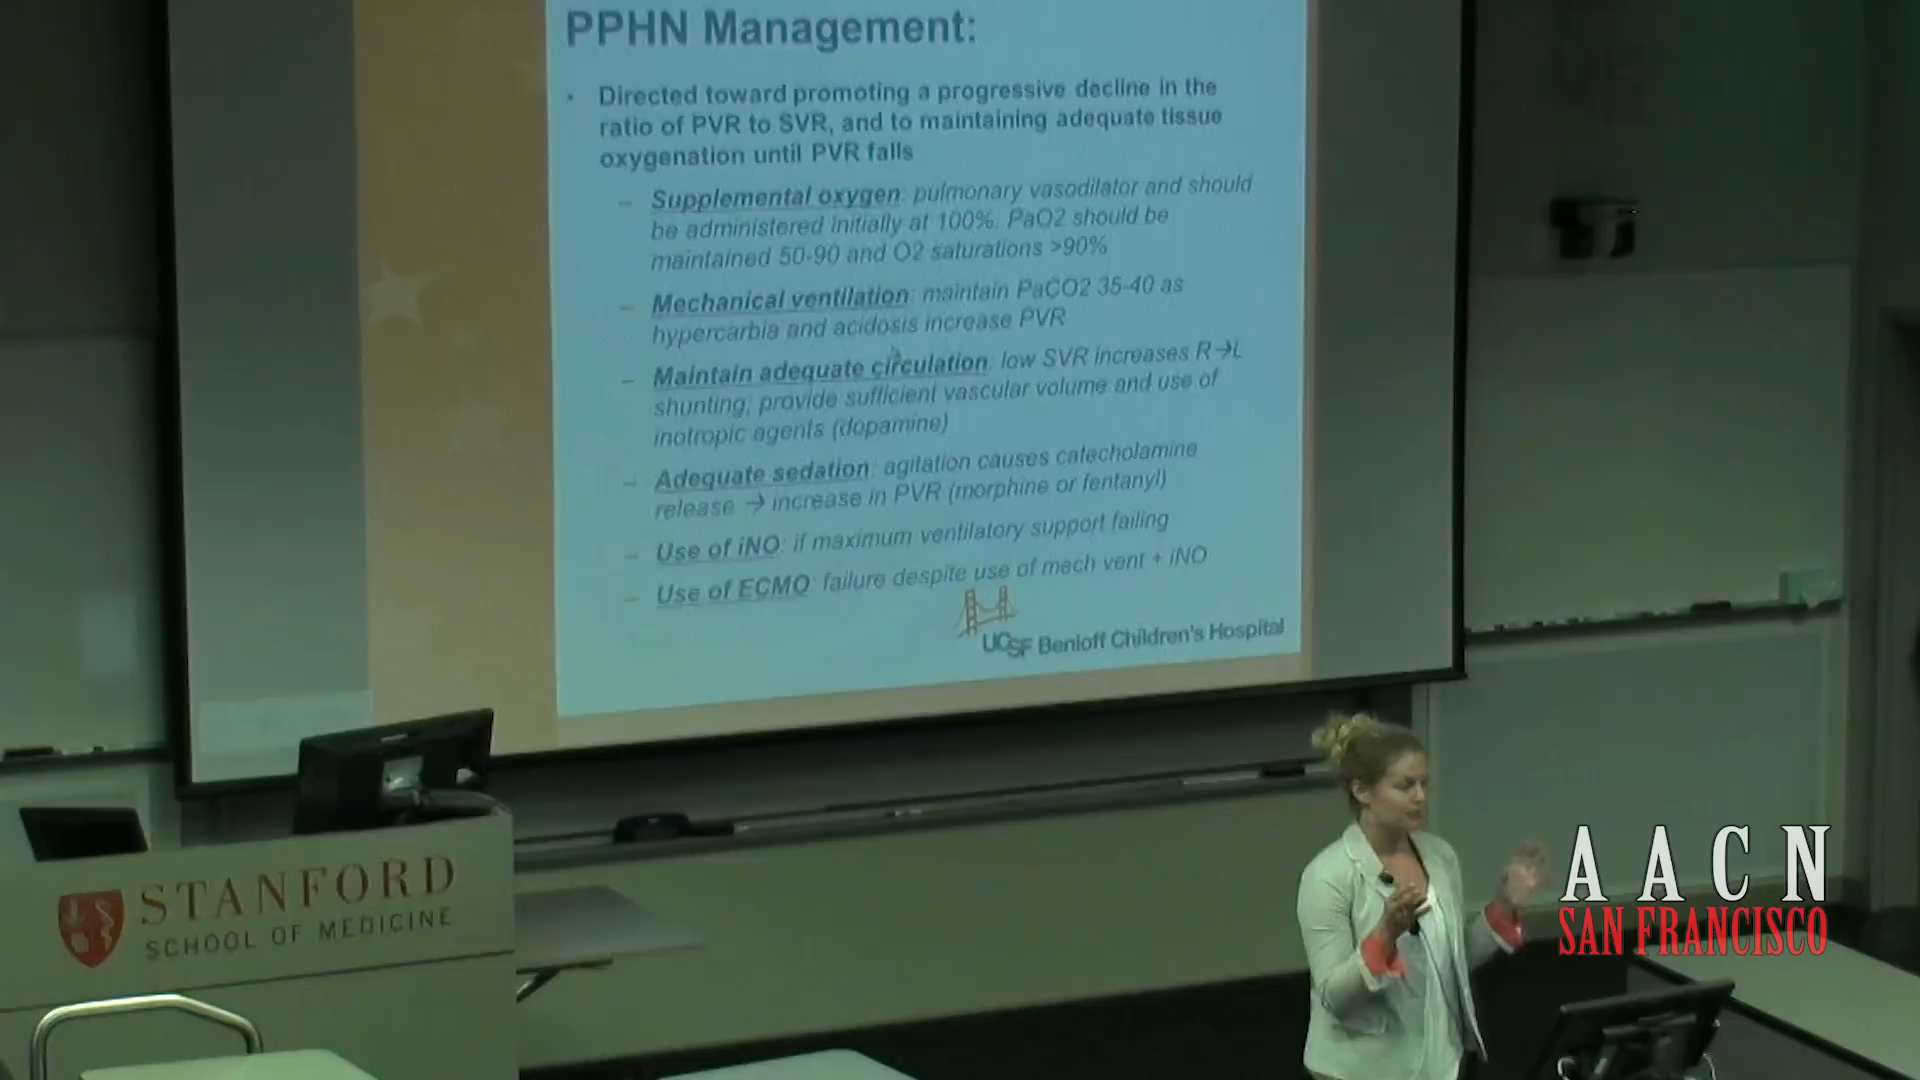 PPHN Management:
• Directed toward promoting a progressive decline in the
ratio of PVR to SVR, and to maintaining adequate tissue
oxygenation until PVR falls
– Supplemental oxygen: pulmonary vasodilator and should
be administered initially at 100%. PaO2 should be
maintained 50-90 and O2 saturations >90%
– Mechanical ventilation: maintain PaCO2 35-40 as
hypercarbia and acidosis increase PVR
– Maintain adequate circulation: low SVR increases R→L
shunting; provide sufficient vascular volume and use of
inotropic agents (dopamine)
– Adequate sedation: agitation causes catecholamine
release → increase in PVR (morphine or fentanyl)
– Use of iNO: if maximum ventilatory support failing
– Use of ECMO: failure despite use of mech vent + iNO
UCSF Benioff Children's Hospital
STANFORD
SCHOOL OF MEDICINE
AACN
SAN FRANCISCO